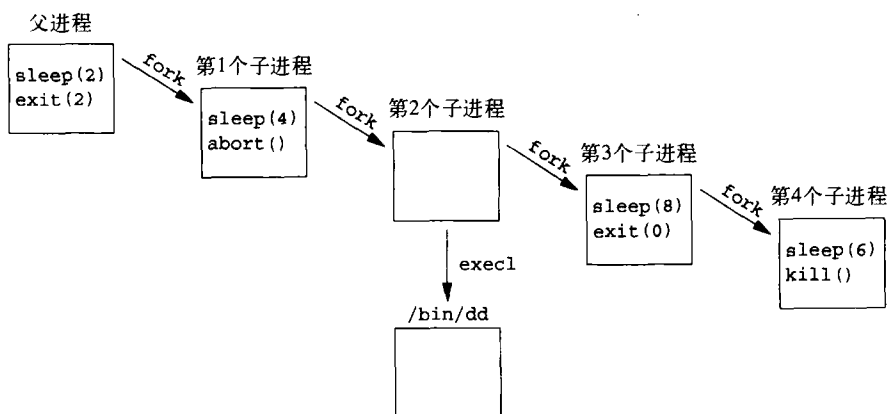 父进程
sleep(2)
exit(2)
fork
第1个子进程
sleep(4)
abort()
fork
第2个子进程
execl
/bin/dd
fork
第3个子进程
sleep(8)
exit(0)
fork
第4个子进程
sleep(6)
kill()